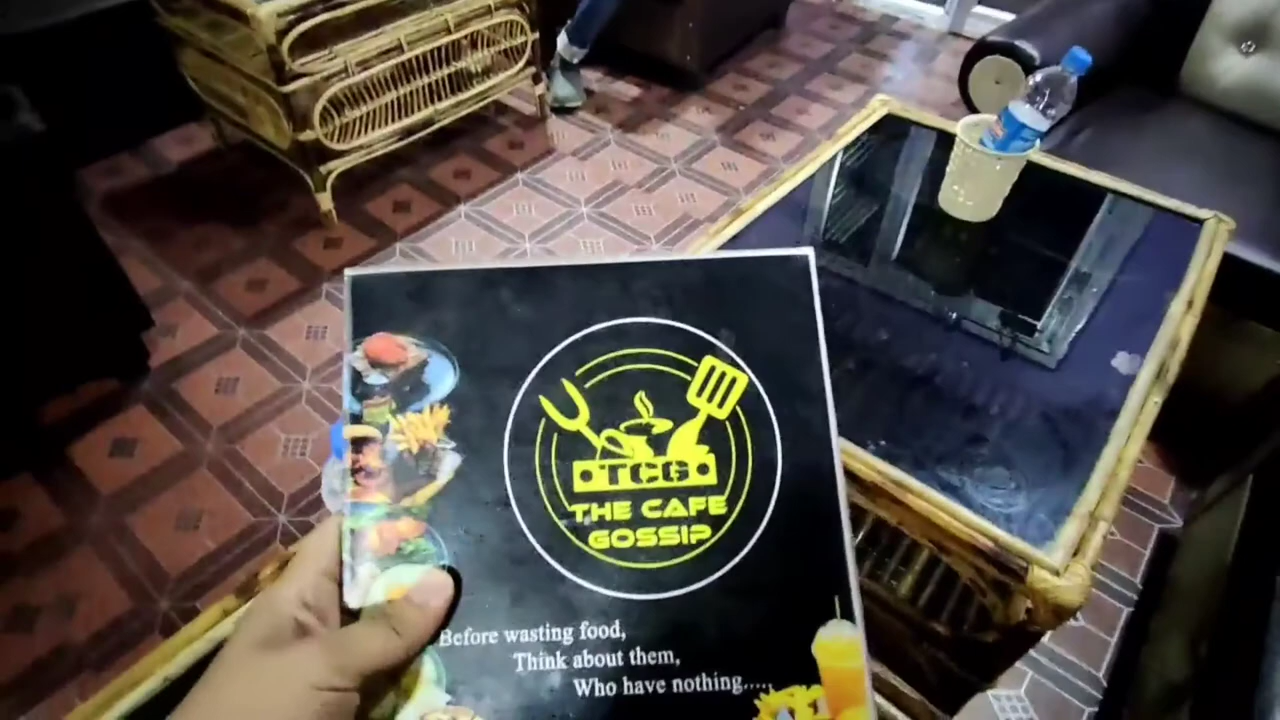 TCG
THE CAFE
GOSSIP
Before wasting food,
Think about them,
Who have nothing.....